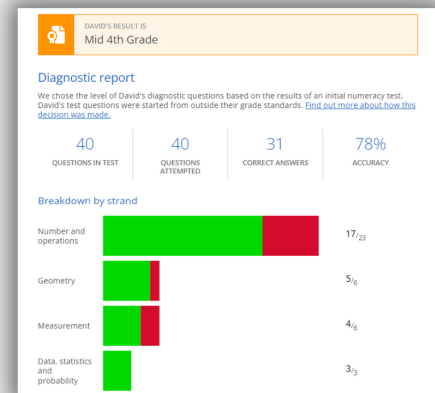 DAVID'S RESULT IS
Mid 4th Grade
Diagnostic report
We chose the level of David's diagnostic questions based on the results of an initial numeracy test.
David's test questions were started from outside their grade standards. Find out more about how this
decision was made.
40
QUESTIONS IN TEST
40
QUESTIONS
ATTEMPTED
31
CORRECT ANSWERS
78%
ACCURACY
Breakdown by strand
Number and
operations
17/23
Geometry
5/6
Measurement
4/6
Data, statistics
and
probability
3/3